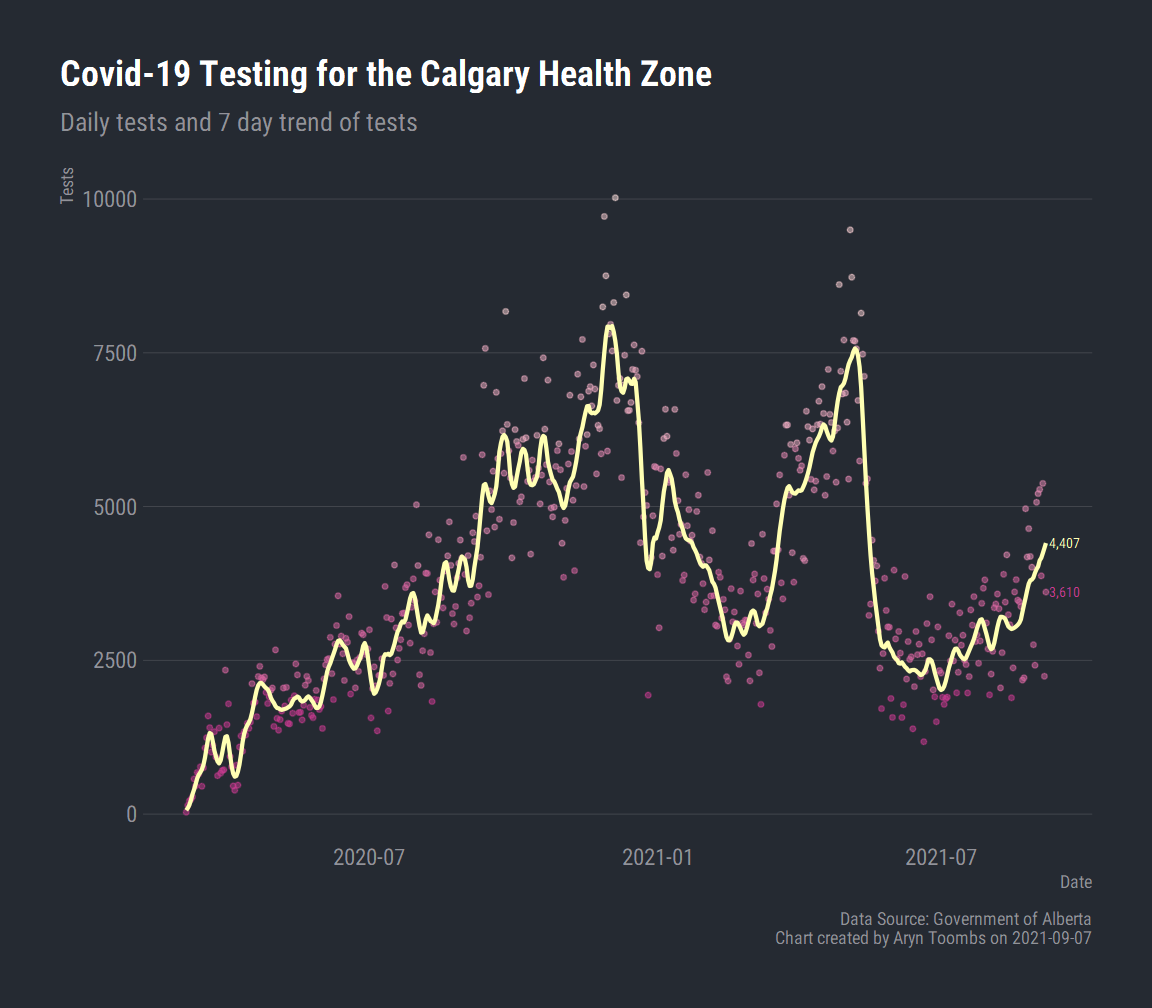 Covid-19 Testing for the Calgary Health Zone
Daily tests and 7 day trend of tests
Tests
10000
7500
5000
2500
0
4,407
3,610
2020-07
2021-01
2021-07
Date
Data Source: Government of Alberta
Chart created by Aryn Toombs on 2021-09-07